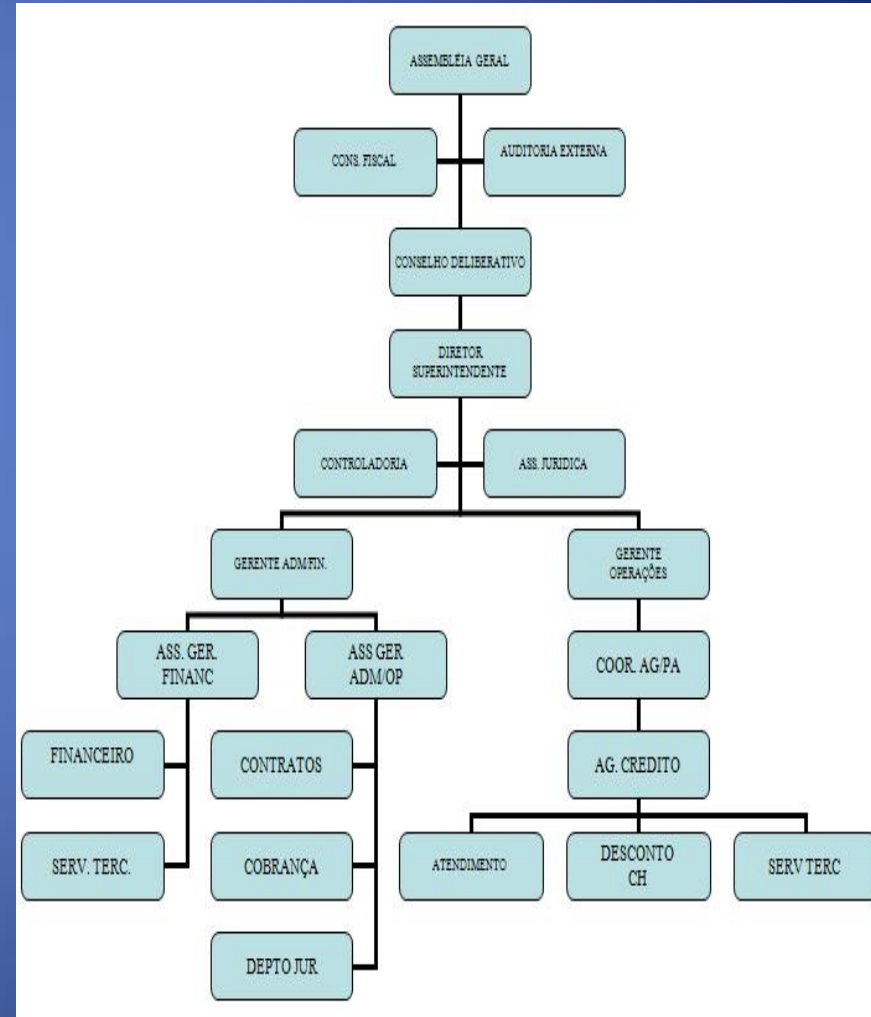 ASSEMBLÉIA GERAL
CONS. FISCAL
AUDITORIA EXTERNA
CONSELHO DELIBERATIVO
DIRETOR
SUPERINTENDENTE
CONTROLADORIA
ASS. JURIDICA
GERENTE ADM/FIN.
GERENTE
OPERAÇÕES
ASS. GER.
FINANC
ASS GER
ADM/OP
COOR. AG/PA
FINANCEIRO
CONTRATOS
AG. CREDITO
SERV. TERC.
COBRANÇA
ATENDIMENTO
DESCONTO
CH
SERV TERC
DEPTO JUR